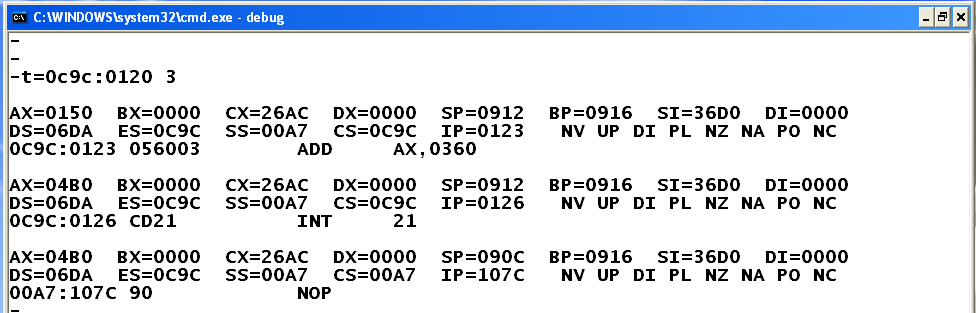 C:\WINDOWS\system32\cmd.exe - debug
-
-
-t=0c9c:0120 3
AX=0150  BX=0000  CX=26AC  DX=0000  SP=0912  BP=0916  SI=36D0  DI=0000
DS=06DA  ES=0C9C  SS=00A7  CS=0C9C  IP=0123   NV UP DI PL NZ NA PO NC
0C9C:0123 056003        ADD     AX,0360
AX=04B0  BX=0000  CX=26AC  DX=0000  SP=0912  BP=0916  SI=36D0  DI=0000
DS=06DA  ES=0C9C  SS=00A7  CS=0C9C  IP=0126   NV UP DI PL NZ NA PO NC
0C9C:0126 CD21          INT     21
AX=04B0  BX=0000  CX=26AC  DX=0000  SP=090C  BP=0916  SI=36D0  DI=0000
DS=06DA  ES=0C9C  SS=00A7  CS=00A7  IP=107C   NV UP DI PL NZ NA PO NC
00A7:107C 90            NOP
-